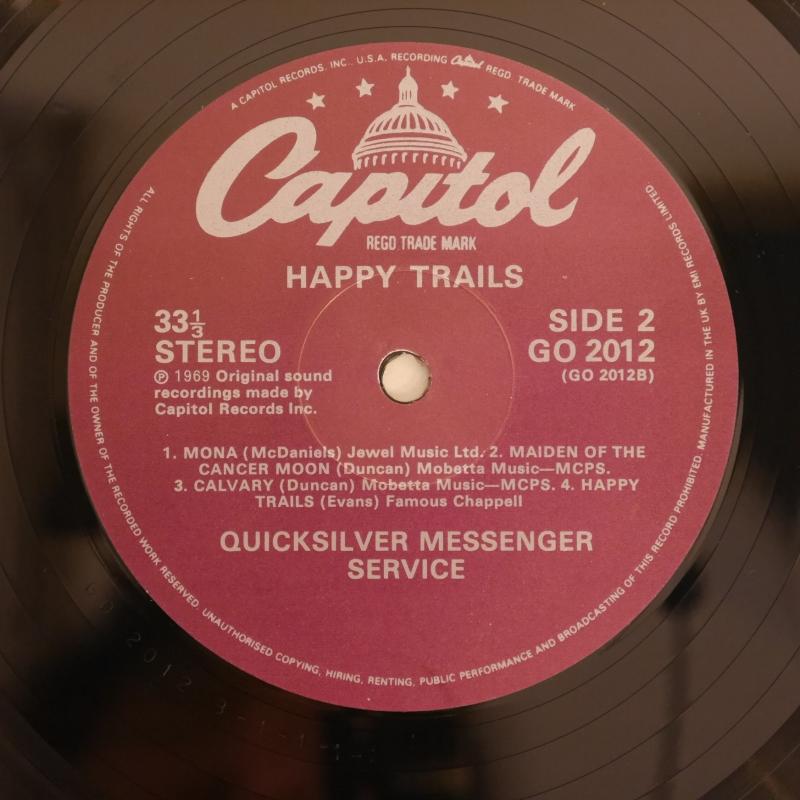 A CAPITOL RECORDS, INC., U.S.A. RECORDING Capitol REGD. TRADE MARK
Capitol
REGD TRADE MARK
HAPPY TRAILS
33 1/3
STEREO
℗ 1969 Original sound
recordings made by
Capitol Records Inc.
SIDE 2
GO 2012
(GO 2012B)
1. MONA (McDaniels) Jewel Music Ltd. 2. MAIDEN OF THE
CANCER MOON (Duncan) Mobetta Music—MCPS.
3. CALVARY (Duncan) Mobetta Music—MCPS. 4. HAPPY
TRAILS (Evans) Famous Chappell
QUICKSILVER MESSENGER
SERVICE
ALL RIGHTS OF THE PRODUCER AND OF THE OWNER OF THE RECORDED WORK RESERVED. UNAUTHORISED COPYING, HIRING, RENTING, PUBLIC PERFORMANCE AND BROADCASTING OF THIS RECORD PROHIBITED. MANUFACTURED IN THE UK BY EMI RECORDS LIMITED
2012